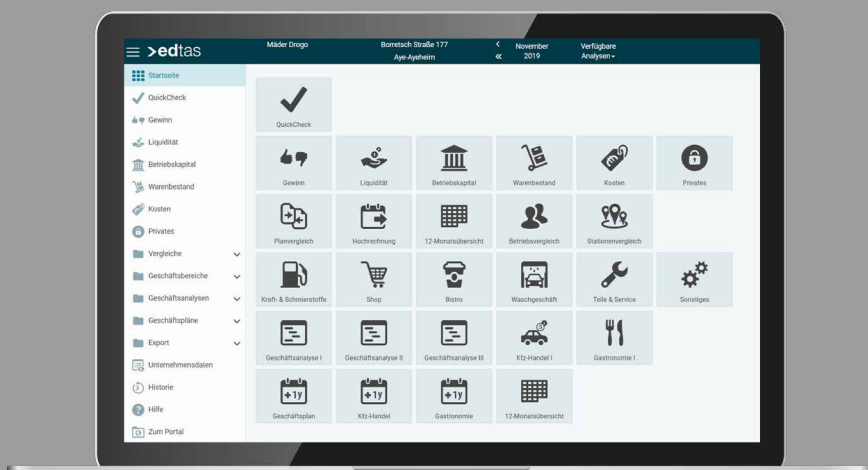 >edtas
Mäder Drogo
Borretsch Straße 177
Aye-Ayeheim
November
2019
Verfügbare
Analysen
Startseite
QuickCheck
Gewinn
Liquidität
Betriebskapital
Warenbestand
Kosten
Privates
Vergleiche
Geschäftsbereiche
Geschäftsanalysen
Geschäftspläne
Export
Unternehmensdaten
Historie
Hilfe
Zum Portal
QuickCheck
Gewinn
Liquidität
Betriebskapital
Warenbestand
Kosten
Privates
Planvergleich
Hochrechnung
12-Monatsübersicht
Betriebsvergleich
Stationenvergleich
Kraft- & Schmierstoffe
Shop
Bistro
Waschgeschäft
Teile & Service
Sonstiges
Geschäftsanalyse I
Geschäftsanalyse II
Geschäftsanalyse III
Kfz-Handel I
Gastronomie I
+1y
+1y
+1y
Geschäftsplan
Kfz-Handel
Gastronomie
12-Monatsübersicht